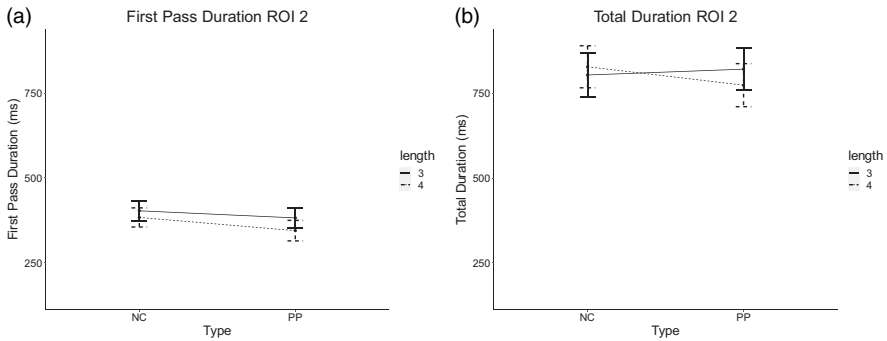 (a)
First Pass Duration ROI 2
First Pass Duration (ms)
750
500
250
NC
PP
Type
length
3
4
(b)
Total Duration ROI 2
Total Duration (ms)
750
500
250
NC
PP
Type
length
3
4